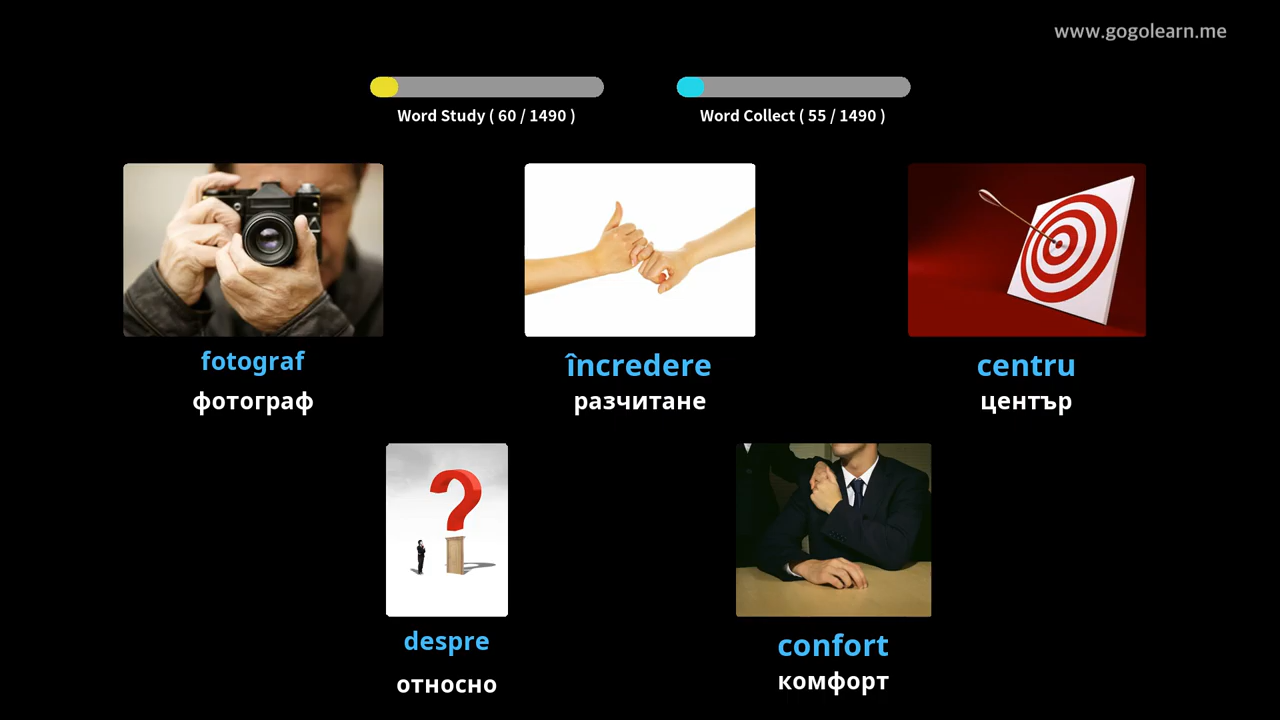 www.gogolearn.me
Word Study ( 60 / 1490 )
Word Collect ( 55 / 1490 )
fotograf
фотограф
încredere
разчитане
centru
център
despre
относно
confort
комфорт